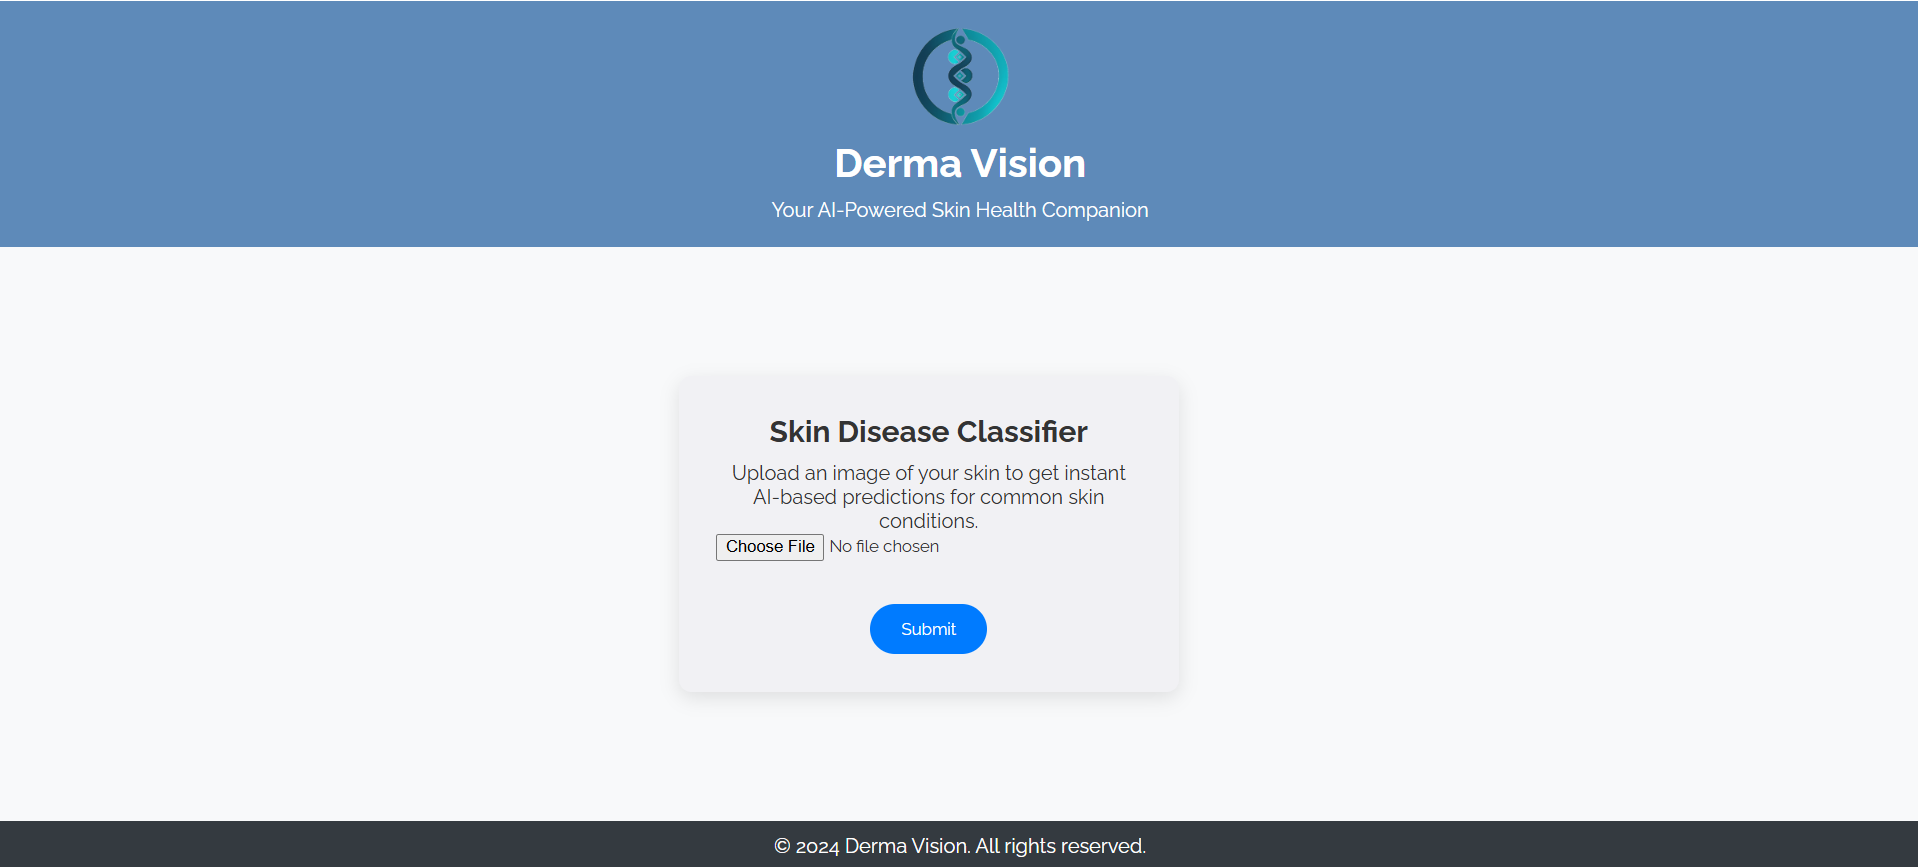 Derma Vision
Your AI-Powered Skin Health Companion
Skin Disease Classifier
Upload an image of your skin to get instant
AI-based predictions for common skin
conditions.
Choose File No file chosen
Submit
© 2024 Derma Vision. All rights reserved.